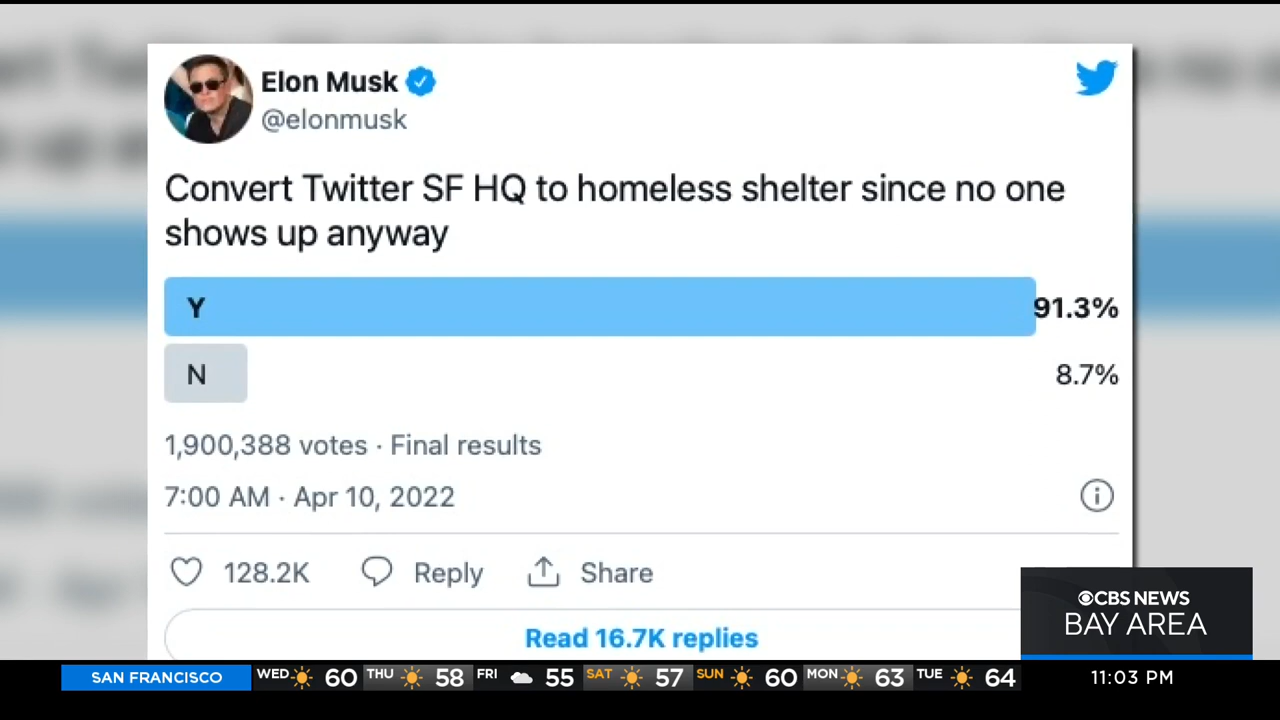 Elon Musk
@elonmusk
Convert Twitter SF HQ to homeless shelter since no one
shows up anyway
Y 91.3%
N 8.7%
1,900,388 votes · Final results
7:00 AM · Apr 10, 2022
128.2K Reply Share
Read 16.7K replies
CBS NEWS
BAY AREA
SAN FRANCISCO WED 60 THU 58 FRI 55 SAT 57 SUN 60 MON 63 TUE 64 11:03 PM